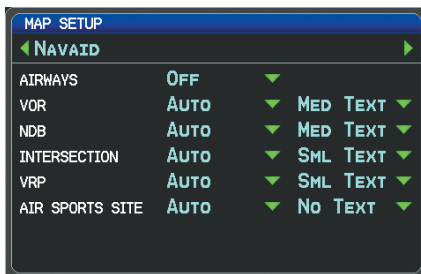 MAP SETUP
NAVAID
AIRWAYS OFF
VOR AUTO MED TEXT
NDB AUTO MED TEXT
INTERSECTION AUTO SML TEXT
VRP AUTO SML TEXT
AIR SPORTS SITE AUTO NO TEXT